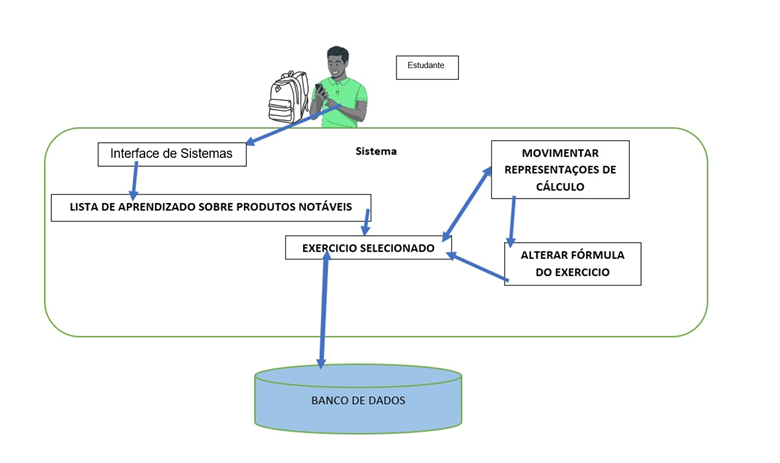 Estudante
Sistema
Interface de Sistemas
MOVIMENTAR
REPRESENTAÇOES DE
CÁLCULO
LISTA DE APRENDIZADO SOBRE PRODUTOS NOTÁVEIS
EXERCICIO SELECIONADO
ALTERAR FÓRMULA
DO EXERCICIO
BANCO DE DADOS